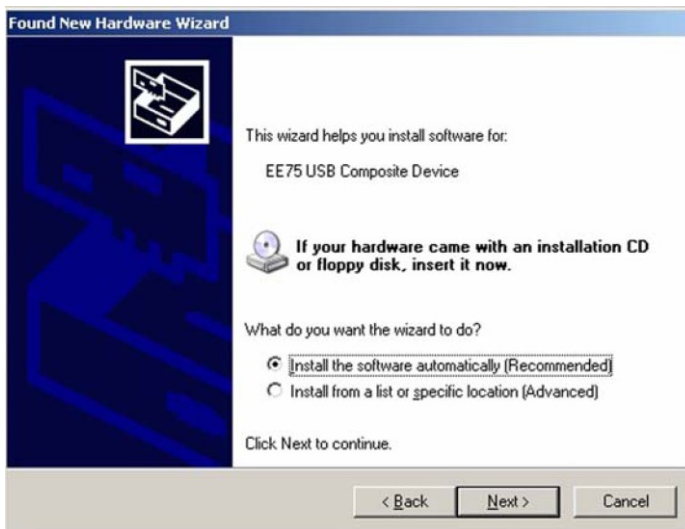 Found New Hardware Wizard
This wizard helps you install software for:
EE75 USB Composite Device
If your hardware came with an installation CD
or floppy disk, insert it now.
What do you want the wizard to do?
Install the software automatically (Recommended)
Install from a list or specific location (Advanced)
Click Next to continue.
< Back
Next >
Cancel